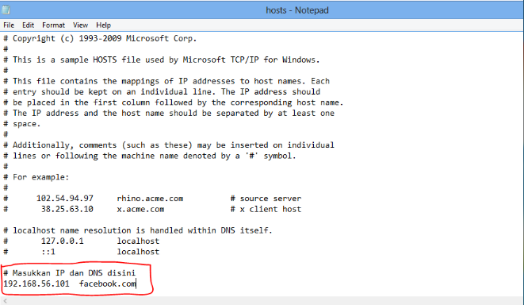 hosts - Notepad
File Edit Format View Help
# Copyright (c) 1993-2009 Microsoft Corp.
#
# This is a sample HOSTS file used by Microsoft TCP/IP for Windows.
#
# This file contains the mappings of IP addresses to host names. Each
# entry should be kept on an individual line. The IP address should
# be placed in the first column followed by the corresponding host name.
# The IP address and the host name should be separated by at least one
# space.
#
# Additionally, comments (such as these) may be inserted on individual
# lines or following the machine name denoted by a '#' symbol.
#
# For example:
#
#      102.54.94.97     rhino.acme.com          # source server
#       38.25.63.10     x.acme.com              # x client host

# localhost name resolution is handled within DNS itself.
#       127.0.0.1       localhost
#       ::1             localhost

# Masukkan IP dan DNS disini
192.168.56.101  facebook.com